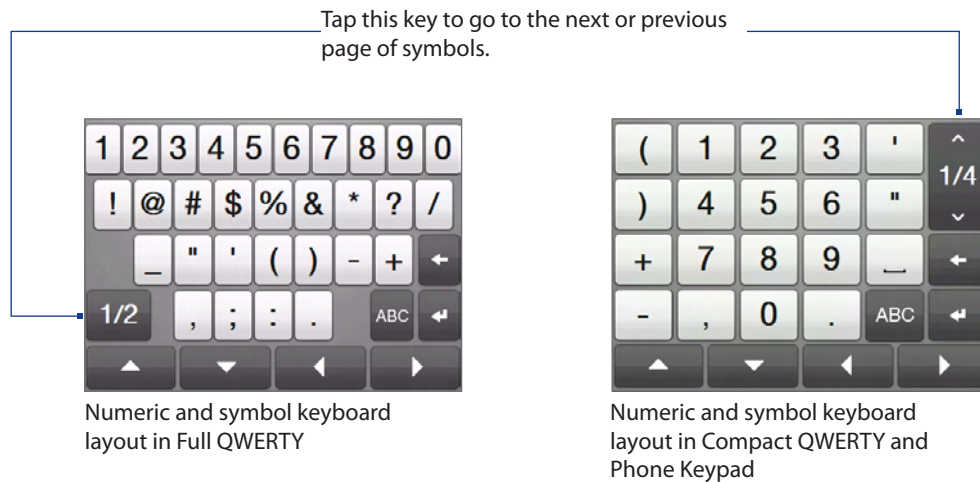 Tap this key to go to the next or previous
page of symbols.
1 2 3 4 5 6 7 8 9 0
! @ # $ % & * ? /
_ " ' ( ) - +
1/2 , ; : . ABC
( 1 2 3 '
1/4
) 4 5 6 "
+ 7 8 9
- , 0 . ABC
Numeric and symbol keyboard
layout in Full QWERTY
Numeric and symbol keyboard
layout in Compact QWERTY and
Phone Keypad